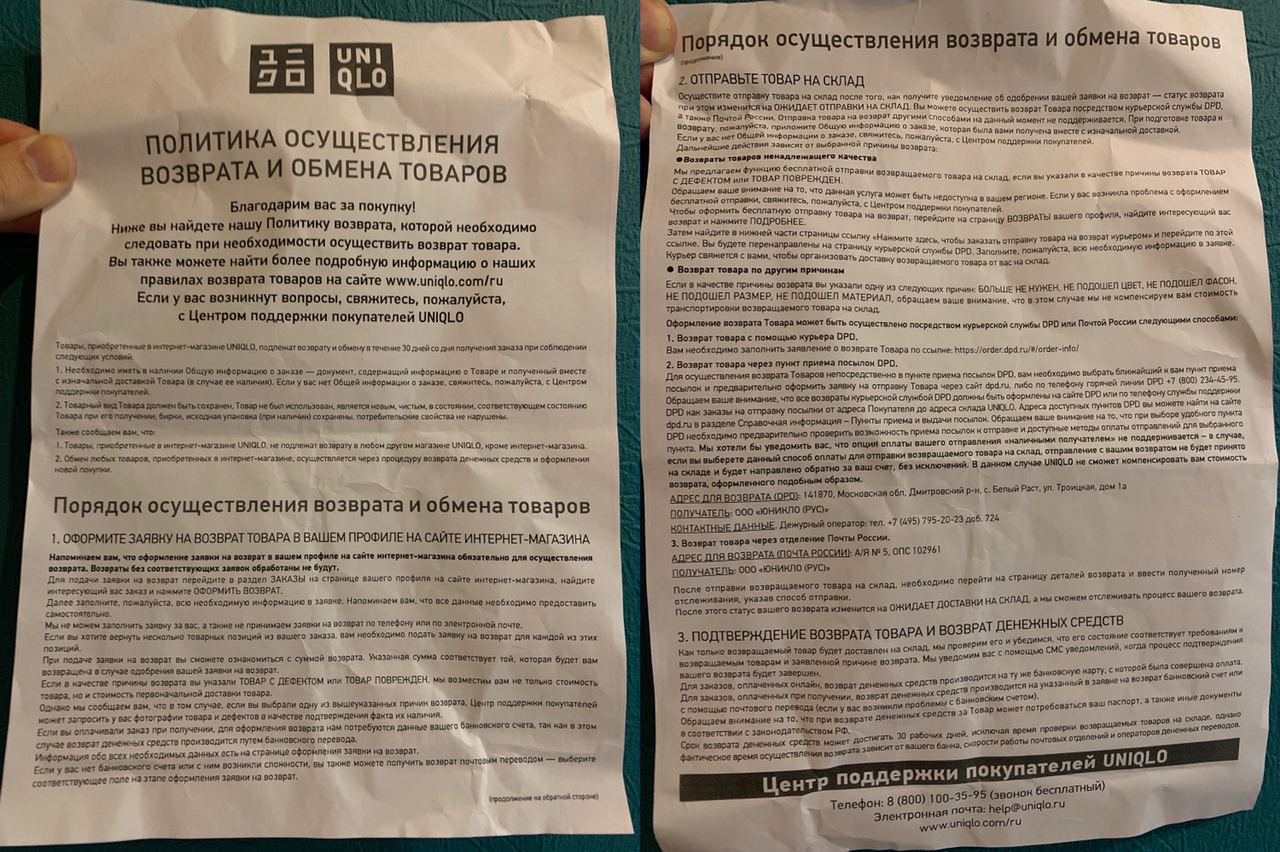 ユニ
クロ
UNI
QLO
ПОЛИТИКА ОСУЩЕСТВЛЕНИЯ
ВОЗВРАТА И ОБМЕНА ТОВАРОВ
Благодарим вас за покупку!
Ниже вы найдете нашу Политику возврата, которой необходимо
следовать при необходимости осуществить возврат товара.
Вы также можете найти более подробную информацию о наших
правилах возврата товаров на сайте www.uniqlo.com/ru
Если у вас возникнут вопросы, свяжитесь, пожалуйста,
с Центром поддержки покупателей UNIQLO
Товары, приобретенные в интернет-магазине UNIQLO, подлежат возврату и обмену в течение 30 дней со дня получения заказа при соблюдении
следующих условий:
1. Необходимо иметь в наличии Общую информацию о заказе — документ, содержащий информацию о Товаре и полученный вместе
с изначальной доставкой Товара (в случае ее наличия). Если у вас нет Общей информации о заказе, свяжитесь, пожалуйста, с Центром
поддержки покупателей.
2. Товарный вид Товара должен быть сохранен, Товар не был использован, является новым, чистым, в состоянии, соответствующем состоянию
Товара при его получении; бирки, исходная упаковка (при наличии) сохранены, потребительские свойства не нарушены.
Также сообщаем вам, что:
1. Товары, приобретенные в интернет-магазине UNIQLO, не подлежат возврату в любом другом магазине UNIQLO, кроме интернет-магазина.
2. Обмен любых товаров, приобретенных в интернет-магазине, осуществляется через процедуру возврата денежных средств и оформления
новой покупки.
Порядок осуществления возврата и обмена товаров
1. ОФОРМИТЕ ЗАЯВКУ НА ВОЗВРАТ ТОВАРА В ВАШЕМ ПРОФИЛЕ НА САЙТЕ ИНТЕРНЕТ-МАГАЗИНА
Напоминаем вам, что оформление заявки на возврат в вашем профиле на сайте интернет-магазина обязательно для осуществления
возврата. Возвраты без соответствующих заявок обработаны не будут.
Для подачи заявки на возврат перейдите в раздел ЗАКАЗЫ на странице вашего профиля на сайте интернет-магазина, найдите
интересующий вас заказ и нажмите ОФОРМИТЬ ВОЗВРАТ.
Далее заполните, пожалуйста, всю необходимую информацию в заявке. Напоминаем вам, что все данные необходимо предоставить
самостоятельно.
Мы не можем заполнить заявку за вас, а также не принимаем заявки на возврат по телефону или по электронной почте.
Если вы хотите вернуть несколько товарных позиций из вашего заказа, вам необходимо подать заявку на возврат для каждой из этих
позиций.
При подаче заявки на возврат вы сможете ознакомиться с суммой возврата. Указанная сумма соответствует той, которая будет вам
возвращена в случае одобрения вашей заявки на возврат.
Если в качестве причины возврата вы указали ТОВАР С ДЕФЕКТОМ или ТОВАР ПОВРЕЖДЕН, мы возместим вам не только стоимость
товара, но и стоимость первоначальной доставки товара.
Однако мы сообщаем вам, что в том случае, если вы выбрали одну из вышеуказанных причин возврата, Центр поддержки покупателей
может запросить у вас фотографии товара и дефектов в качестве подтверждения факта их наличия.
Если вы оплачивали заказ при получении, для оформления возврата нам потребуются данные вашего банковского счета, так как в этом
случае возврат денежных средств производится путем банковского перевода.
Информация обо всех необходимых данных есть на странице оформления заявки на возврат.
Если у вас нет банковского счета или с ним возникли сложности, вы также можете получить возврат почтовым переводом — выберите
соответствующее поле на этапе оформления заявки на возврат.
(продолжение на обратной стороне)
Порядок осуществления возврата и обмена товаров
(продолжение)
2. ОТПРАВЬТЕ ТОВАР НА СКЛАД
Осуществите отправку товара на склад после того, как получите уведомление об одобрении вашей заявки на возврат — статус возврата
при этом изменится на ОЖИДАЕТ ОТПРАВКИ НА СКЛАД. Вы можете осуществить возврат Товара посредством курьерской службы DPD,
а также Почтой России. Отправка товара на возврат другими способами на данный момент не поддерживается. При подготовке товара к
возврату, пожалуйста, приложите Общую информацию о заказе, которая была вами получена вместе с изначальной доставкой.
Если у вас нет Общей информации о заказе, свяжитесь, пожалуйста, с Центром поддержки покупателей.
Дальнейшие действия зависят от выбранной причины возврата:
●Возвраты товаров ненадлежащего качества
Мы предлагаем функцию бесплатной отправки возвращаемого товара на склад, если вы указали в качестве причины возврата ТОВАР
С ДЕФЕКТОМ или ТОВАР ПОВРЕЖДЕН.
Обращаем ваше внимание на то, что данная услуга может быть недоступна в вашем регионе. Если у вас возникла проблема с оформлением
бесплатной отправки, свяжитесь, пожалуйста, с Центром поддержки покупателей.
Чтобы оформить бесплатную отправку товара на возврат, перейдите на страницу ВОЗВРАТЫ вашего профиля, найдите интересующий вас
возврат и нажмите ПОДРОБНЕЕ.
Затем найдите в нижней части страницы ссылку «Нажмите здесь, чтобы заказать отправку товара на возврат курьером» и перейдите по этой
ссылке. Вы будете перенаправлены на страницу курьерской службы DPD. Заполните, пожалуйста, всю необходимую информацию в заявке.
Курьер свяжется с вами, чтобы организовать доставку возвращаемого товара от вас на склад.
● Возврат товара по другим причинам
Если в качестве причины возврата вы указали одну из следующих причин: БОЛЬШЕ НЕ НУЖЕН, НЕ ПОДОШЕЛ ЦВЕТ, НЕ ПОДОШЕЛ ФАСОН,
НЕ ПОДОШЕЛ РАЗМЕР, НЕ ПОДОШЕЛ МАТЕРИАЛ, обращаем ваше внимание, что в этом случае мы не компенсируем вам стоимость
транспортировки возвращаемого товара на склад.
Оформление возврата Товара может быть осуществлено посредством курьерской службы DPD или Почтой России следующими способами:
1. Возврат товара с помощью курьера DPD.
Вам необходимо заполнить заявление о возврате Товара по ссылке: https://order.dpd.ru/#/order-info/
2. Возврат товара через пункт приема посылок DPD.
Для осуществления возврата Товаров непосредственно в пункте приема посылок DPD, вам необходимо выбрать ближайший к вам пункт приема
посылок и предварительно оформить заявку на отправку Товара через сайт dpd.ru, либо по телефону горячей линии DPD +7 (800) 234-45-95.
Обращаем ваше внимание, что все возвраты курьерской службой DPD должны быть оформлены на сайте DPD или по телефону службы поддержки
DPD как заказы на отправку посылки от адреса Покупателя до адреса склада UNIQLO. Адреса доступных пунктов DPD вы можете найти на сайте
dpd.ru в разделе Справочная информация – Пункты приема и выдачи посылок. Обращаем ваше внимание на то, что при выборе удобного пункта
DPD необходимо предварительно проверить возможность приема посылок к отправке и доступные методы оплаты отправлений для выбранного
пункта. Мы хотели бы уведомить вас, что опция оплаты вашего отправления «наличными получателем» не поддерживается – в случае,
если вы выберете данный способ оплаты для отправки возвращаемого товара на склад, отправление с вашим возвратом не будет принято
на складе и будет направлено обратно за ваш счет, без исключений. В данном случае UNIQLO не сможет компенсировать вам стоимость
возврата, оформленного подобным образом.
АДРЕС ДЛЯ ВОЗВРАТА (DPD): 141870, Московская обл, Дмитровский р-н, с. Белый Раст, ул. Троицкая, дом 1а
ПОЛУЧАТЕЛЬ: ООО «ЮНИКЛО (РУС)»
КОНТАКТНЫЕ ДАННЫЕ. Дежурный оператор: тел. +7 (495) 795-20-23 доб. 724
3. Возврат товара через отделение Почты России.
АДРЕС ДЛЯ ВОЗВРАТА (ПОЧТА РОССИИ): А/Я № 5, ОПС 102961
ПОЛУЧАТЕЛЬ: ООО «ЮНИКЛО (РУС)»
После отправки возвращаемого товара на склад, необходимо перейти на страницу деталей возврата и ввести полученный номер
отслеживания, указав способ отправки.
После этого статус вашего возврата изменится на ОЖИДАЕТ ДОСТАВКИ НА СКЛАД, а мы сможем отслеживать процесс вашего возврата.
3. ПОДТВЕРЖДЕНИЕ ВОЗВРАТА ТОВАРА И ВОЗВРАТ ДЕНЕЖНЫХ СРЕДСТВ
Как только возвращаемый товар будет доставлен на склад, мы проверим его и убедимся, что его состояние соответствует требованиям к
возвращаемым товарам и заявленной причине возврата. Мы уведомим вас с помощью СМС уведомлений, когда процесс подтверждения
вашего возврата будет завершен.
Для заказов, оплаченных онлайн, возврат денежных средств производится на ту же банковскую карту, с которой была совершена оплата.
Для заказов, оплаченных при получении, возврат денежных средств производится на указанный в заявке на возврат банковский счет или
с помощью почтового перевода (если у вас возникли проблемы с банковским счетом).
Обращаем внимание на то, что при возврате денежных средств за Товар может потребоваться ваш паспорт, а также иные документы
в соответствии с законодательством РФ.
Срок возврата денежных средств может достигать 30 рабочих дней, исключая время проверки возвращаемых товаров на складе, однако
фактическое время осуществления возврата зависит от вашего банка, скорости работы почтовых отделений и операторов денежных переводов.
Центр поддержки покупателей UNIQLO
Телефон: 8 (800) 100-35-95 (звонок бесплатный)
Электронная почта: help@uniqlo.ru
www.uniqlo.com/ru